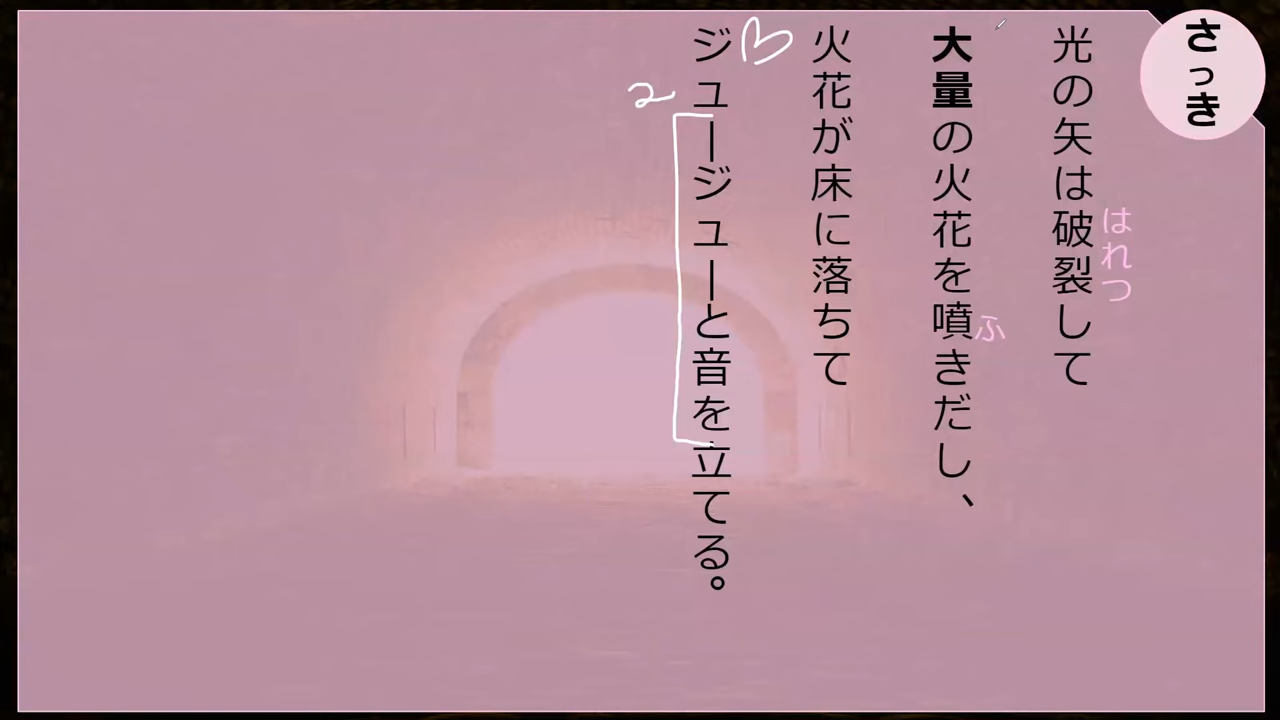 さっき
光の矢は破裂して
はれつ
大量の火花を噴きだし、
ふ
火花が床に落ちて
ジュージューと音を立てる。
2